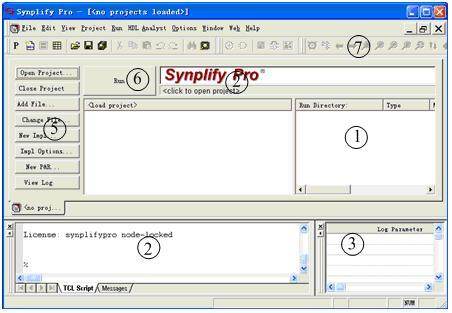 Synplify Pro - [<no projects loaded>]
File Edit View Project Run HDL Analyst Options Window Web Help
P
7
Open Project...
Close Project
Add File...
Change File
New Impl
Impl Options...
New PAR...
View Log
5
Run
6
Synplify Pro®
2
<click to open project>
<Load project>
Run Directory:
Type
1
<no proj...
License: synplifypro node-locked
2
%
TCL Script
Messages
Log Parameter
3
NUM